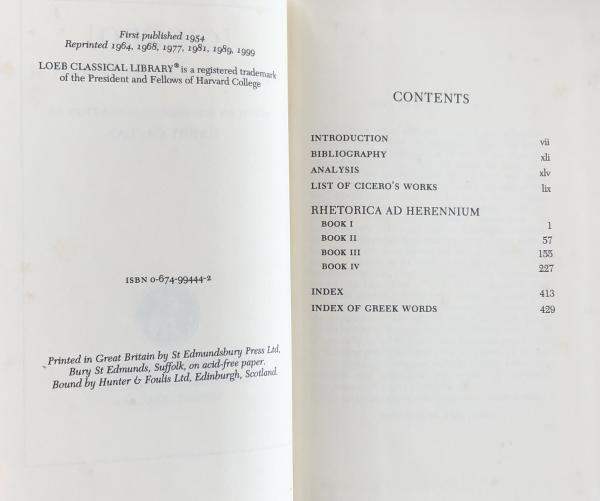 First published 1954
Reprinted 1964, 1968, 1977, 1981, 1989, 1999
LOEB CLASSICAL LIBRARY® is a registered trademark
of the President and Fellows of Harvard College
ISBN 0-674-99444-2
Printed in Great Britain by St Edmundsbury Press Ltd,
Bury St Edmunds, Suffolk, on acid-free paper.
Bound by Hunter & Foulis Ltd, Edinburgh, Scotland.
CONTENTS
INTRODUCTION vii
BIBLIOGRAPHY xli
ANALYSIS xlv
LIST OF CICERO'S WORKS lix
RHETORICA AD HERENNIUM
BOOK I 1
BOOK II 57
BOOK III 155
BOOK IV 227
INDEX 413
INDEX OF GREEK WORDS 429